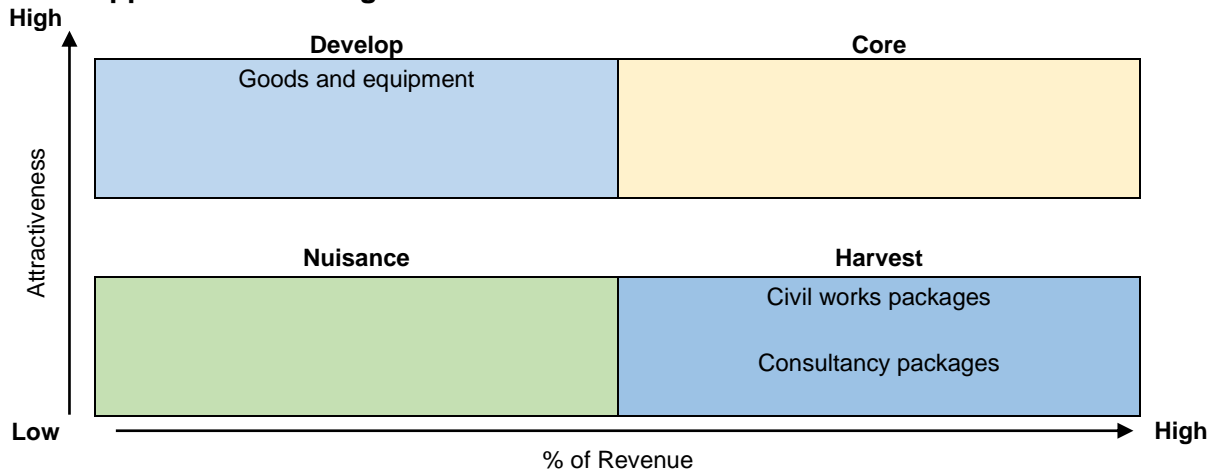 High
Develop
Core
Goods and equipment
Attractiveness
Nuisance
Harvest
Civil works packages
Consultancy packages
Low
High
% of Revenue